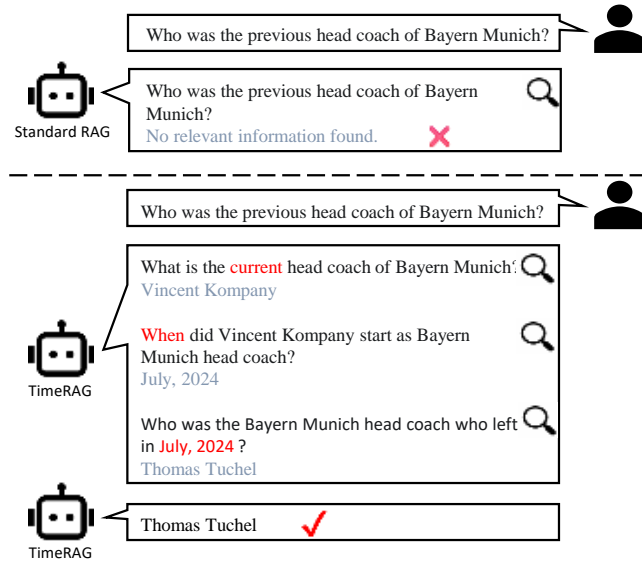 Who was the previous head coach of Bayern Munich?
Who was the previous head coach of Bayern
Munich?
No relevant information found.
Standard RAG
Who was the previous head coach of Bayern Munich?
What is the current head coach of Bayern Munich?
Vincent Kompany
When did Vincent Kompany start as Bayern
Munich head coach?
July, 2024
TimeRAG
Who was the Bayern Munich head coach who left
in July, 2024 ?
Thomas Tuchel
Thomas Tuchel
TimeRAG